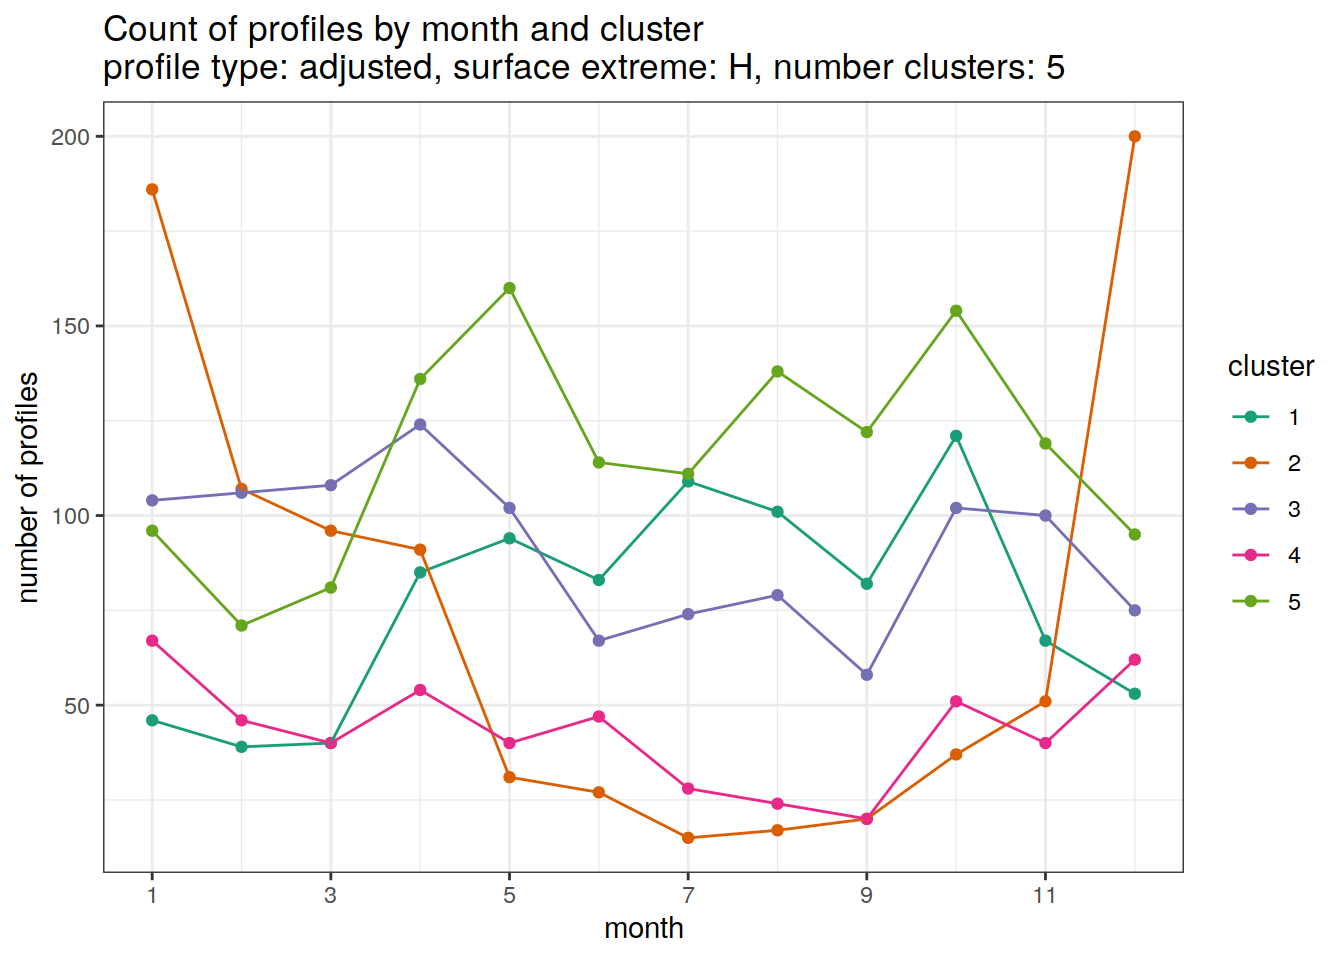 Count of profiles by month and cluster
profile type: adjusted, surface extreme: H, number clusters: 5
200
150
100
50
number of profiles
1 3 5 7 9 11
month
cluster
1
2
3
4
5